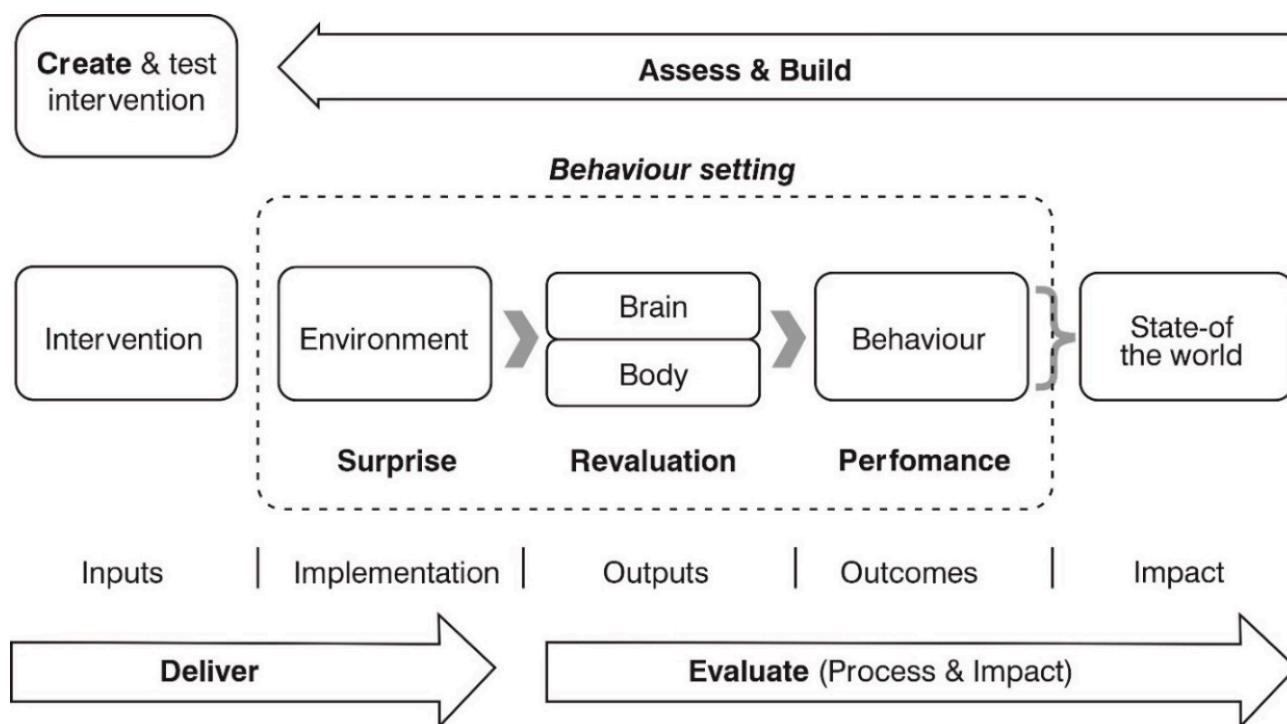 Create & test
intervention
Assess & Build
Behaviour setting
Intervention
Environment
Brain
Body
Behaviour
State-of
the world
Surprise
Revaluation
Perfomance
Inputs
Implementation
Outputs
Outcomes
Impact
Deliver
Evaluate (Process & Impact)